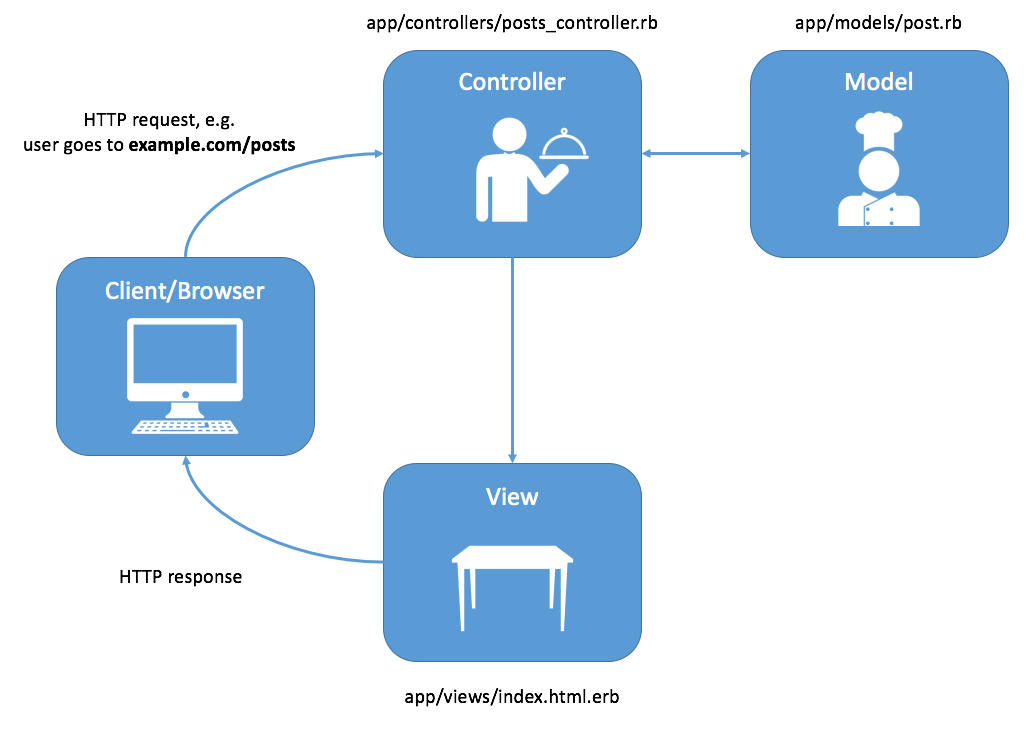 app/controllers/posts_controller.rb
app/models/post.rb
Controller
Model
HTTP request, e.g.
user goes to example.com/posts
Client/Browser
View
HTTP response
app/views/index.html.erb